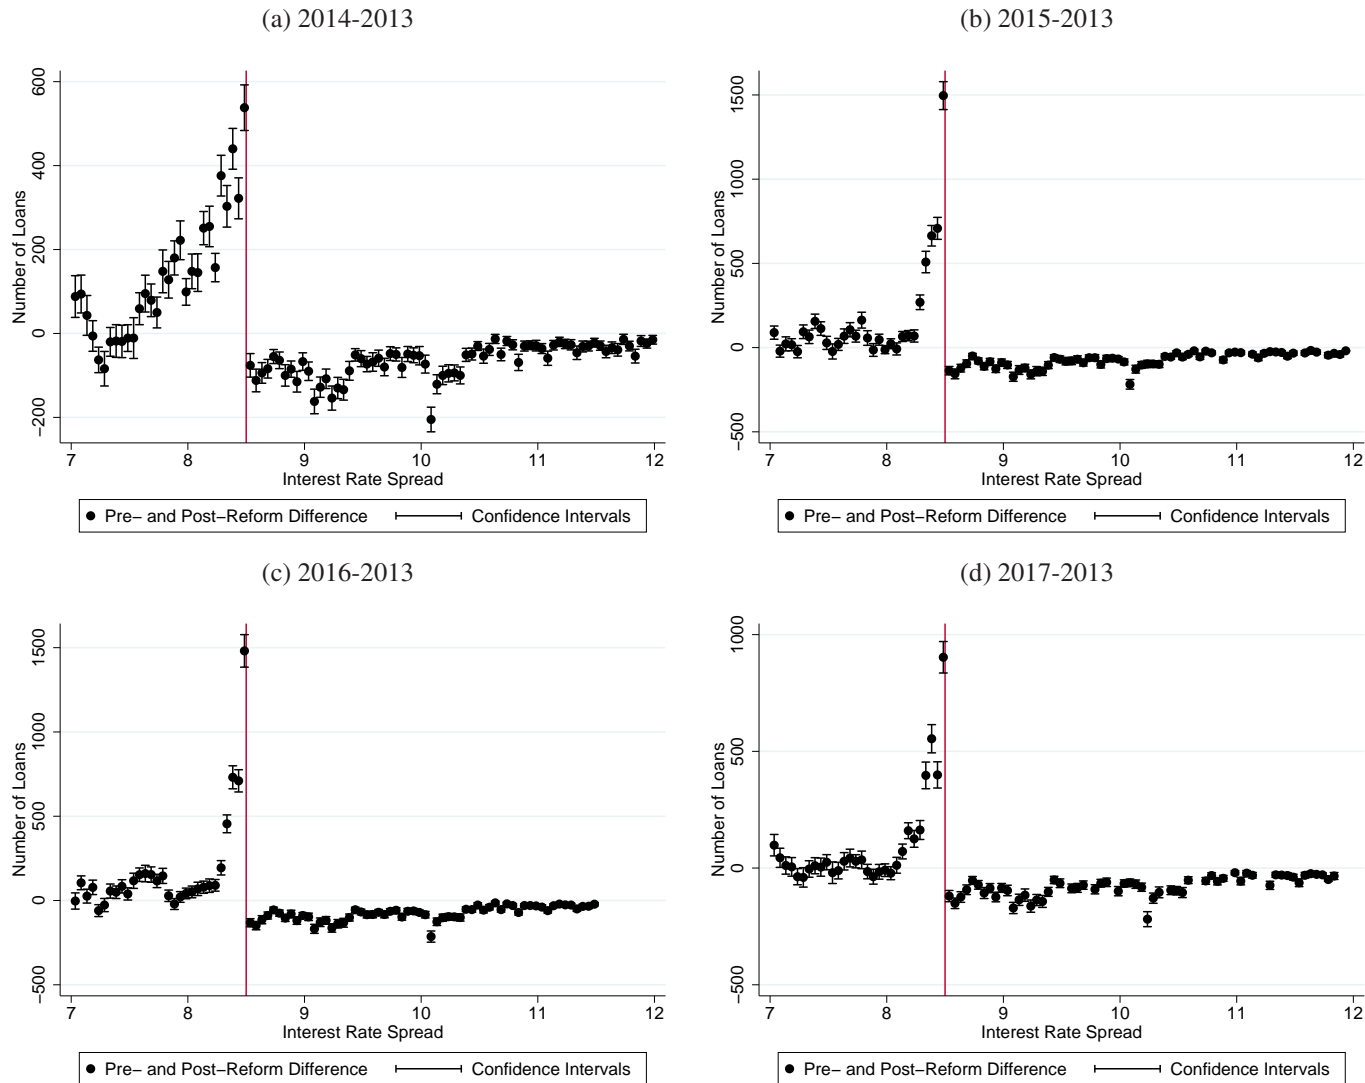 (a) 2014-2013
Number of Loans
600
400
200
0
−200
7 8 9 10 11 12
Interest Rate Spread
Pre− and Post−Reform Difference Confidence Intervals
(b) 2015-2013
Number of Loans
1500
1000
500
0
−500
7 8 9 10 11 12
Interest Rate Spread
Pre− and Post−Reform Difference Confidence Intervals
(c) 2016-2013
Number of Loans
1500
1000
500
0
−500
7 8 9 10 11 12
Interest Rate Spread
Pre− and Post−Reform Difference Confidence Intervals
(d) 2017-2013
Number of Loans
1000
500
0
−500
7 8 9 10 11 12
Interest Rate Spread
Pre− and Post−Reform Difference Confidence Intervals